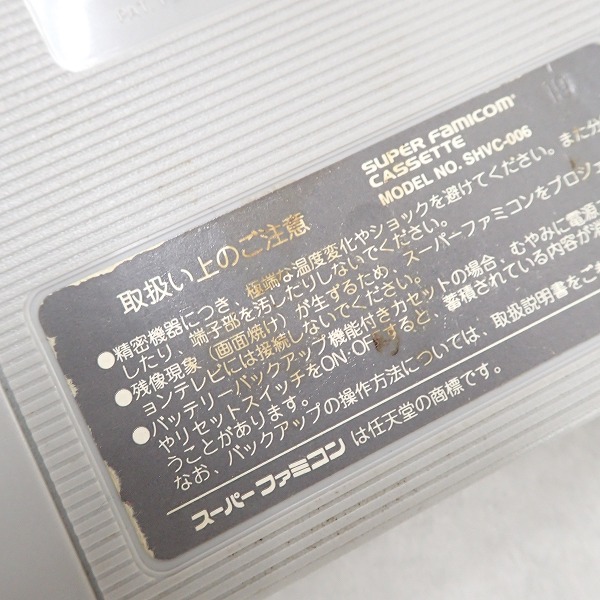 SUPER FAMICOM
CASSETTE
MODEL NO. SHVC-006
取扱い上のご注意
●精密機器につき、極端な温度変化やショックを避けてください。また分
したり、端子部を汚したりしないでください。
●残像現象（画面焼け）が生ずるため、スーパーファミコンをプロジェ
ョンテレビには接続しないでください。
●バッテリーバックアップ機能付きカセットの場合、むやみに電源ス
やリセットスイッチをON・OFFすると、蓄積されている内容が消
うことがあります。
なお、バックアップの操作方法については、取扱説明書をご
スーパーファミコンは任天堂の商標です。